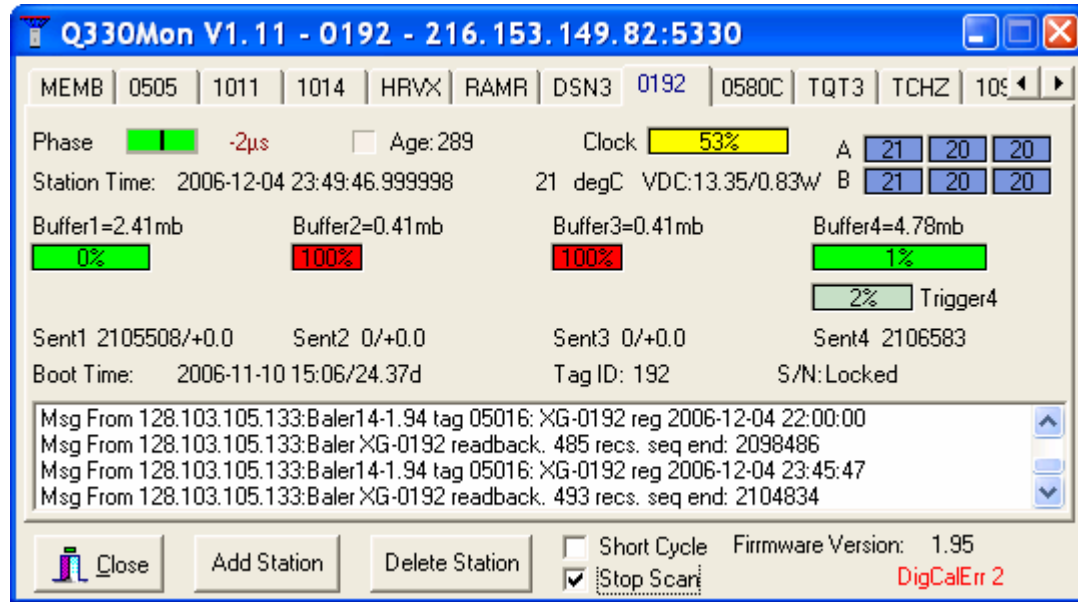 Q330Mon V1.11 - 0192 - 216.153.149.82:5330
MEMB 0505 1011 1014 HRVX RAMR DSN3 0192 0580C TQT3 TCHZ
Phase -2µs Age:289 Clock 53% A 21 20 20
Station Time: 2006-12-04 23:49:46.999998 21 degC VDC:13.35/0.83W B 21 20 20
Buffer1=2.41mb Buffer2=0.41mb Buffer3=0.41mb Buffer4=4.78mb
0% 100% 100% 1%
2% Trigger4
Sent1 2105508/+0.0 Sent2 0/+0.0 Sent3 0/+0.0 Sent4 2106583
Boot Time: 2006-11-10 15:06/24.37d Tag ID: 192 S/N:Locked
Msg From 128.103.105.133:Baler14-1.94 tag 05016: XG-0192 reg 2006-12-04 22:00:00
Msg From 128.103.105.133:Baler XG-0192 readback. 485 recs. seq end: 2098486
Msg From 128.103.105.133:Baler14-1.94 tag 05016: XG-0192 reg 2006-12-04 23:45:47
Msg From 128.103.105.133:Baler XG-0192 readback. 493 recs. seq end: 2104834
Close Add Station Delete Station Short Cycle Firmware Version: 1.95
Stop Scan DigCalErr 2